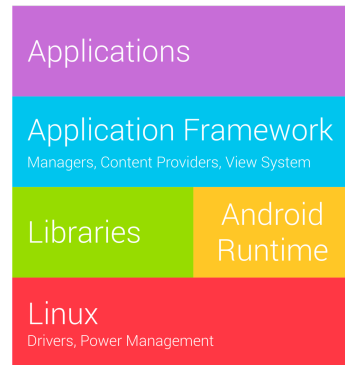 Applications
Application Framework
Managers, Content Providers, View System
Libraries
Android
Runtime
Linux
Drivers, Power Management